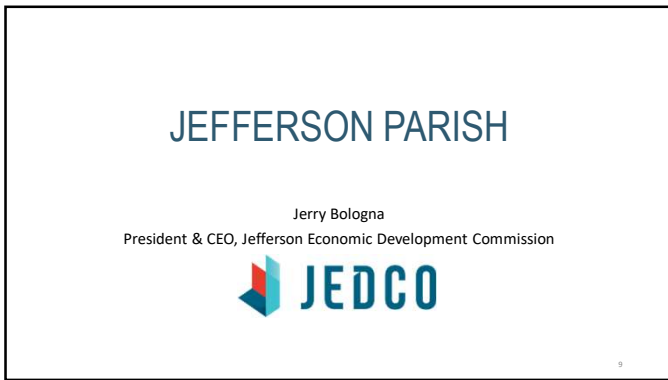 JEFFERSON PARISH
Jerry Bologna
President & CEO, Jefferson Economic Development Commission
JEDCO
9